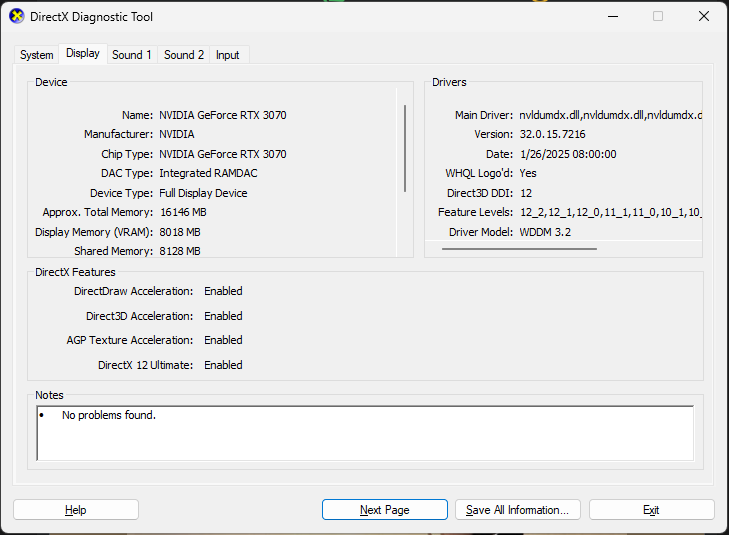 DirectX Diagnostic Tool
System Display Sound 1 Sound 2 Input
Device
Name: NVIDIA GeForce RTX 3070
Manufacturer: NVIDIA
Chip Type: NVIDIA GeForce RTX 3070
DAC Type: Integrated RAMDAC
Device Type: Full Display Device
Approx. Total Memory: 16146 MB
Display Memory (VRAM): 8018 MB
Shared Memory: 8128 MB
Drivers
Main Driver: nvldumdx.dll,nvldumdx.dll,nvldumdx.d
Version: 32.0.15.7216
Date: 1/26/2025 08:00:00
WHQL Logo'd: Yes
Direct3D DDI: 12
Feature Levels: 12_2,12_1,12_0,11_1,11_0,10_1,10_
Driver Model: WDDM 3.2
DirectX Features
DirectDraw Acceleration: Enabled
Direct3D Acceleration: Enabled
AGP Texture Acceleration: Enabled
DirectX 12 Ultimate: Enabled
Notes
• No problems found.
Help Next Page Save All Information... Exit